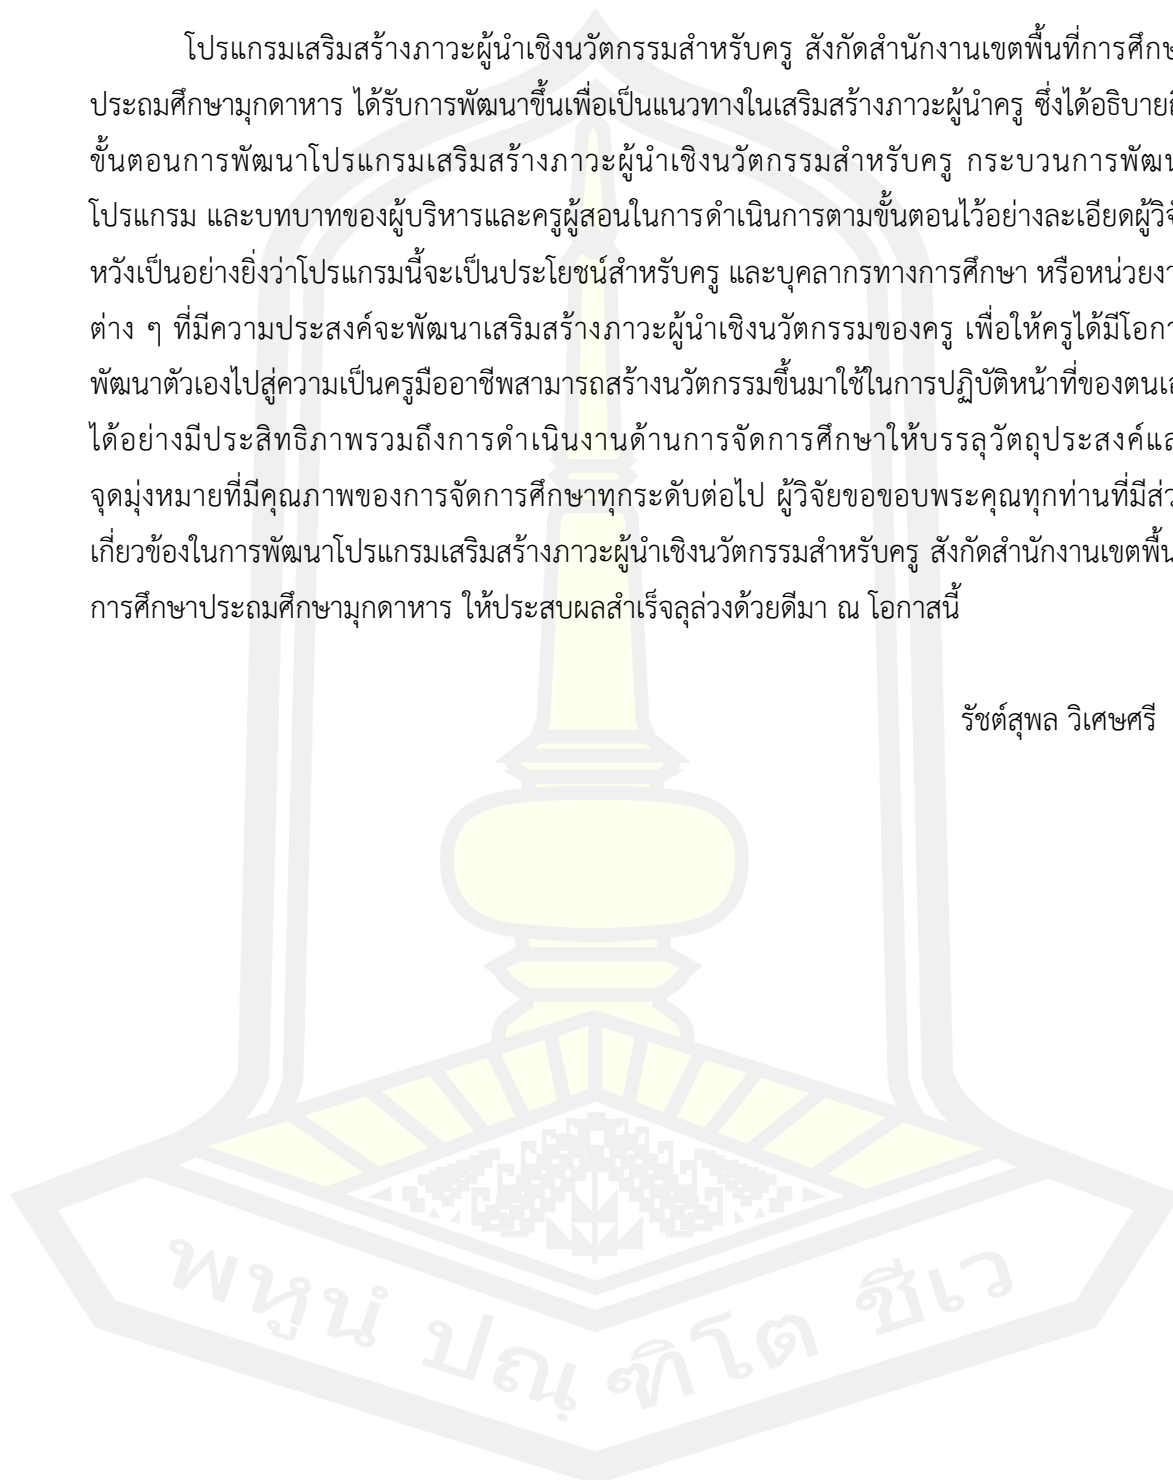 โปรแกรมเสริมสร้างภาวะผู้นำเชิงนวัตกรรมสำหรับครู สังกัดสำนักงานเขตพื้นที่การศึกษ
ประถมศึกษามุกดาหาร ได้รับการพัฒนาขึ้นเพื่อเป็นแนวทางในเสริมสร้างภาวะผู้นำครู ซึ่งได้อธิบายถึ
ขั้นตอนการพัฒนาโปรแกรมเสริมสร้างภาวะผู้นำเชิงนวัตกรรมสำหรับครู กระบวนการพัฒน
โปรแกรม และบทบาทของผู้บริหารและครูผู้สอนในการดำเนินการตามขั้นตอนไว้อย่างละเอียดผู้วิจั
หวังเป็นอย่างยิ่งว่าโปรแกรมนี้จะเป็นประโยชน์สำหรับครู และบุคลากรทางการศึกษา หรือหน่วยงา
ต่าง ๆ ที่มีความประสงค์จะพัฒนาเสริมสร้างภาวะผู้นำเชิงนวัตกรรมของครู เพื่อให้ครูได้มีโอกา
พัฒนาตัวเองไปสู่ความเป็นครูมืออาชีพสามารถสร้างนวัตกรรมขึ้นมาใช้ในการปฏิบัติหน้าที่ของตนเอ
ได้อย่างมีประสิทธิภาพรวมถึงการดำเนินงานด้านการจัดการศึกษาให้บรรลุวัตถุประสงค์และ
จุดมุ่งหมายที่มีคุณภาพของการจัดการศึกษาทุกระดับต่อไป ผู้วิจัยขอขอบพระคุณทุกท่านที่มีส่ว
เกี่ยวข้องในการพัฒนาโปรแกรมเสริมสร้างภาวะผู้นำเชิงนวัตกรรมสำหรับครู สังกัดสำนักงานเขตพื้น
การศึกษาประถมศึกษามุกดาหาร ให้ประสบผลสำเร็จลุล่วงด้วยดีมา ณ โอกาสนี้
รัชต์สุพล วิเศษศรี
พหูนํ ปณฺฑิโต ชีเว